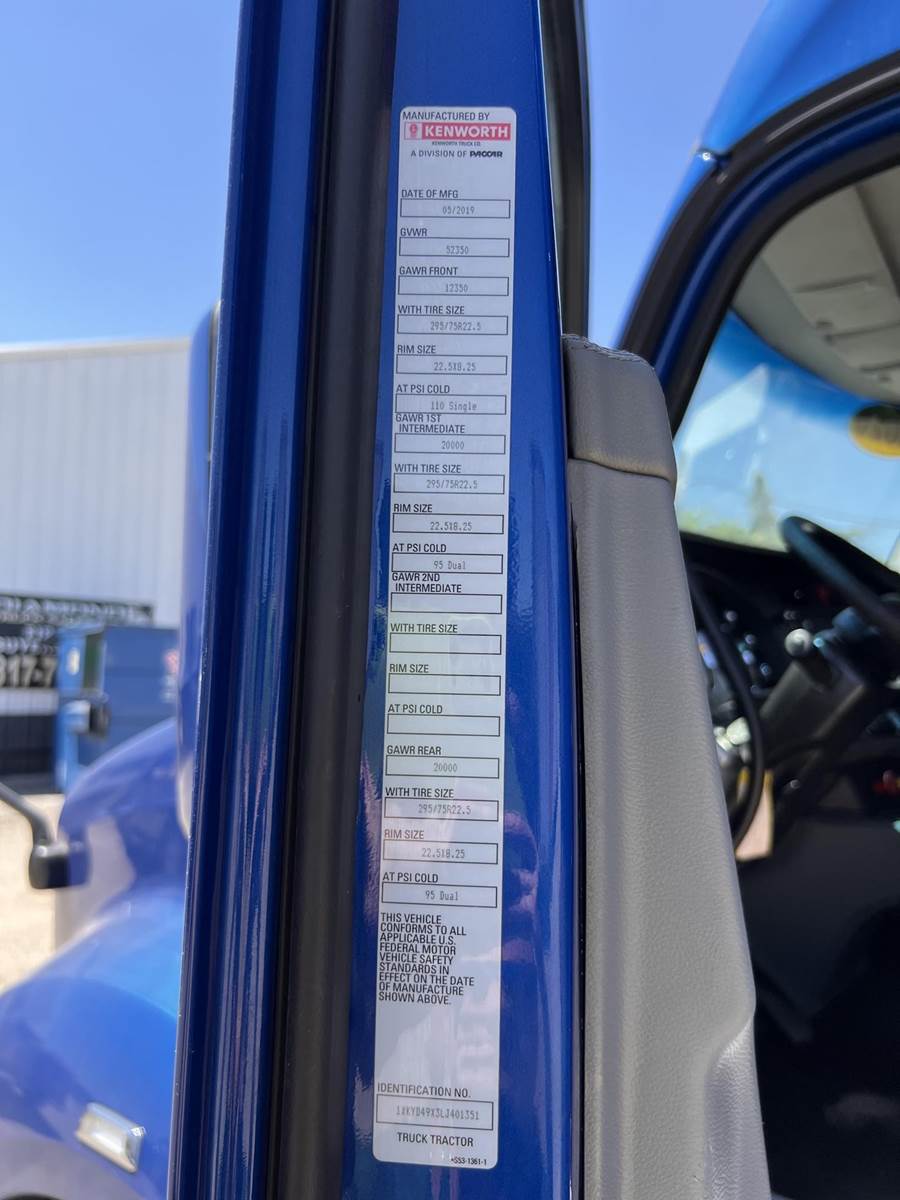 MANUFACTURED BY
KENWORTH
KENWORTH TRUCK CO.
A DIVISION OF PACCAR
DATE OF MFG
05/2019
GVWR
52350
GAWR FRONT
12350
WITH TIRE SIZE
295/75R22.5
RIM SIZE
22.5X8.25
AT PSI COLD
110 Single
GAWR 1ST
INTERMEDIATE
20000
WITH TIRE SIZE
295/75R22.5
RIM SIZE
22.5X8.25
AT PSI COLD
95 Dual
GAWR 2ND
INTERMEDIATE
WITH TIRE SIZE
RIM SIZE
AT PSI COLD
GAWR REAR
20000
WITH TIRE SIZE
295/75R22.5
RIM SIZE
22.5X8.25
AT PSI COLD
95 Dual
THIS VEHICLE
CONFORMS TO ALL
APPLICABLE U.S.
FEDERAL MOTOR
VEHICLE SAFETY
STANDARDS IN
EFFECT ON THE DATE
OF MANUFACTURE
SHOWN ABOVE.
IDENTIFICATION NO.
1XKYD49X3LJ401351
TRUCK TRACTOR
S53-1361-1